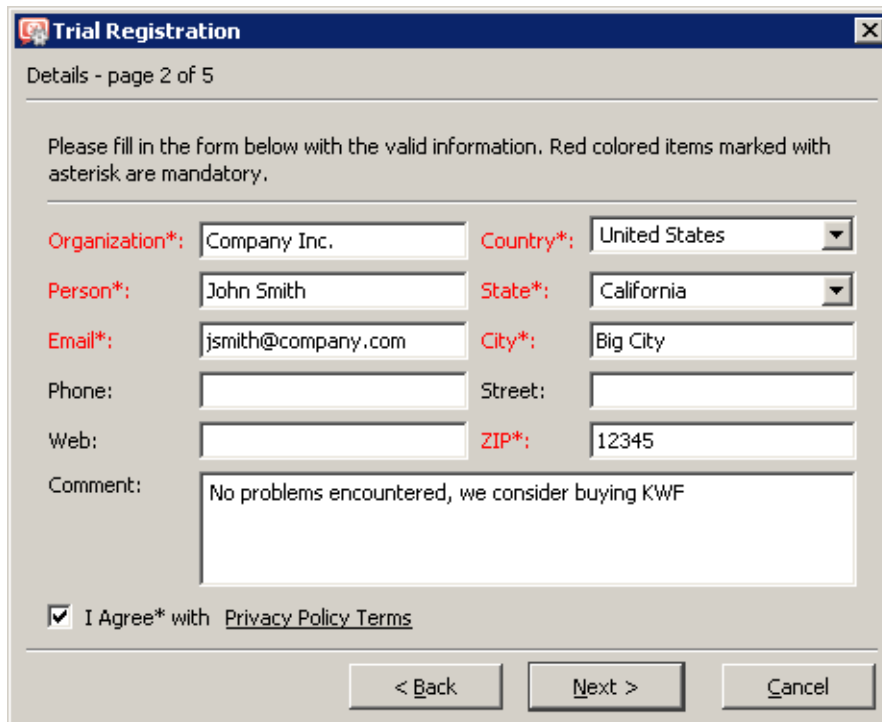 Trial Registration
Details - page 2 of 5
Please fill in the form below with the valid information. Red colored items marked with
asterisk are mandatory.
Organization*: Company Inc. Country*: United States
Person*: John Smith State*: California
Email*: jsmith@company.com City*: Big City
Phone: Street:
Web: ZIP*: 12345
Comment: No problems encountered, we consider buying KWF
I Agree* with Privacy Policy Terms
< Back Next > Cancel